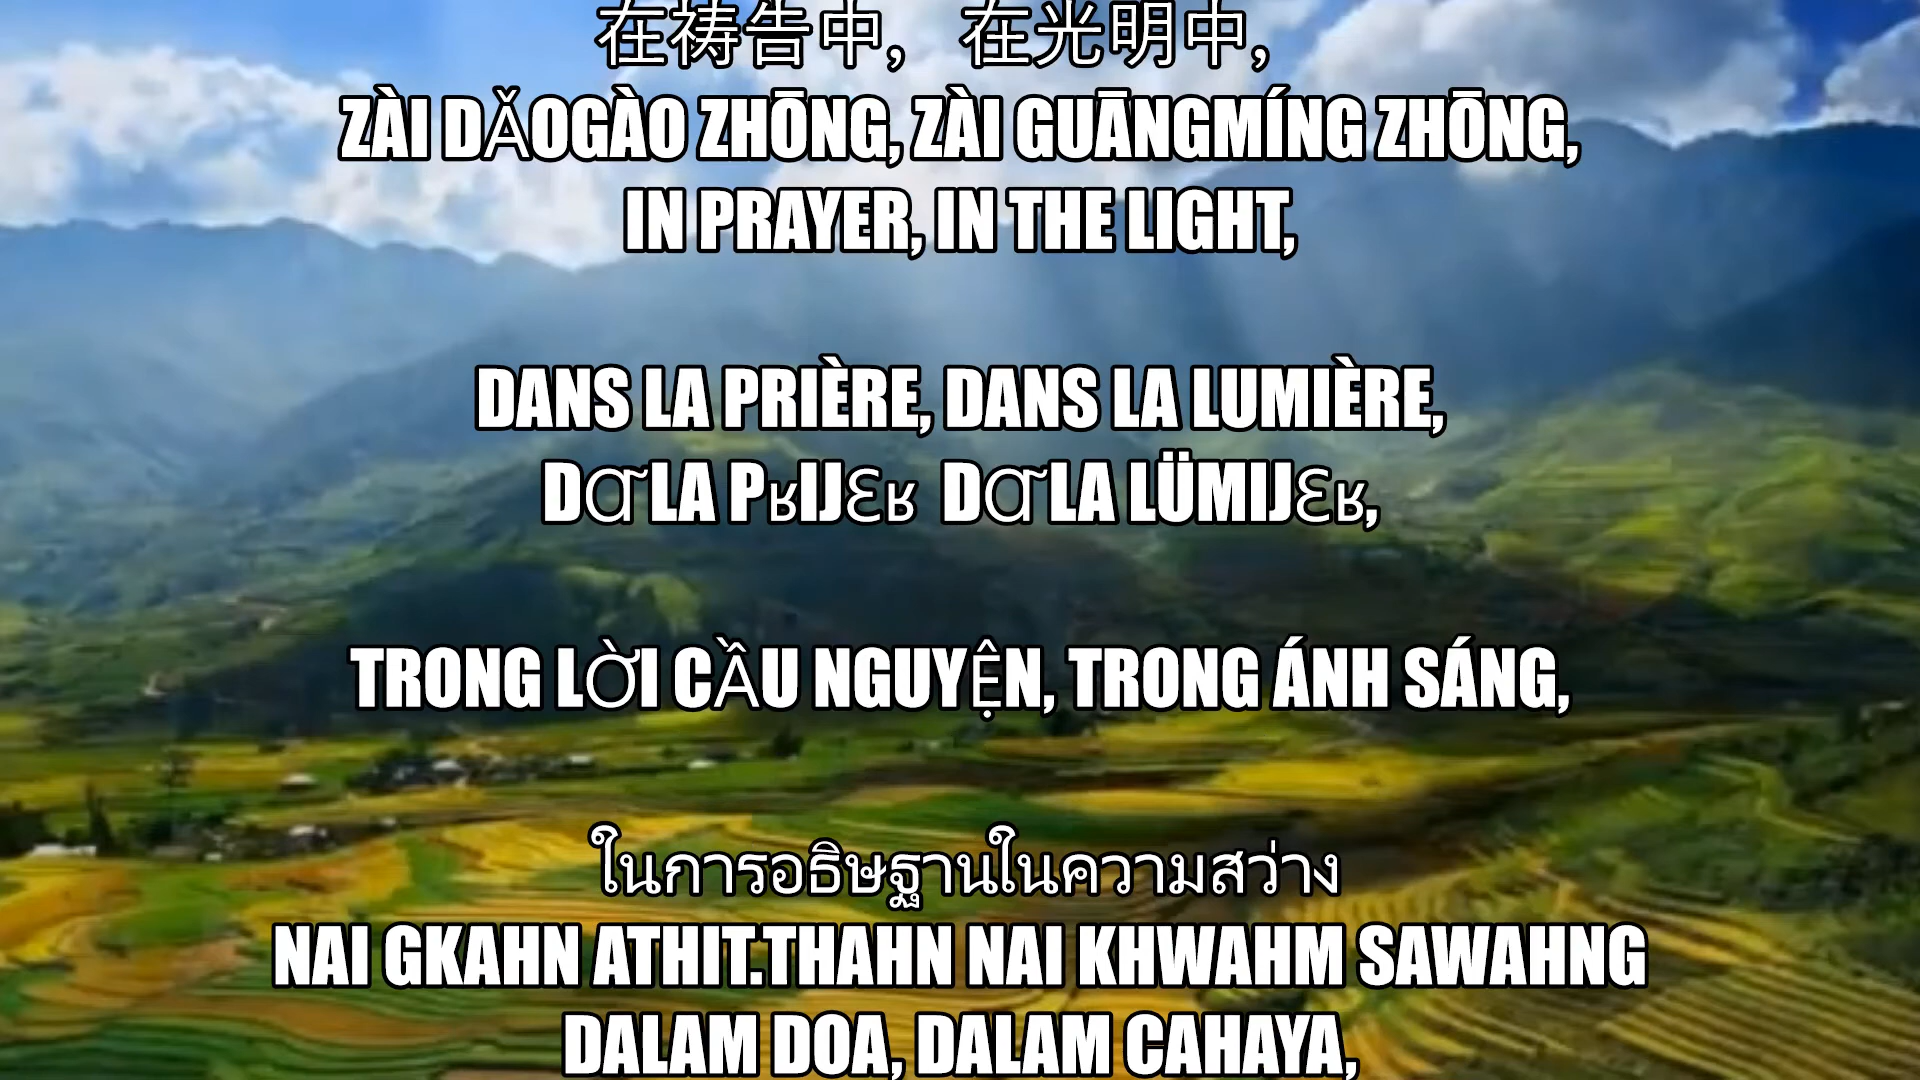 在祷告中，在光明中，
ZÀI DǍOGÀO ZHŌNG, ZÀI GUĀNGMÍNG ZHŌNG,
IN PRAYER, IN THE LIGHT,
DANS LA PRIÈRE, DANS LA LUMIÈRE,
DⱭ̃ LA PʁIJƐʁ DⱭ̃ LA LÜMIJƐʁ,
TRONG LỜI CẦU NGUYỆN, TRONG ÁNH SÁNG,
ในการอธิษฐานในความสว่าง
NAI GKAHN ATHIT.THAHN NAI KHWAHM SAWAHNG
DALAM DOA, DALAM CAHAYA,